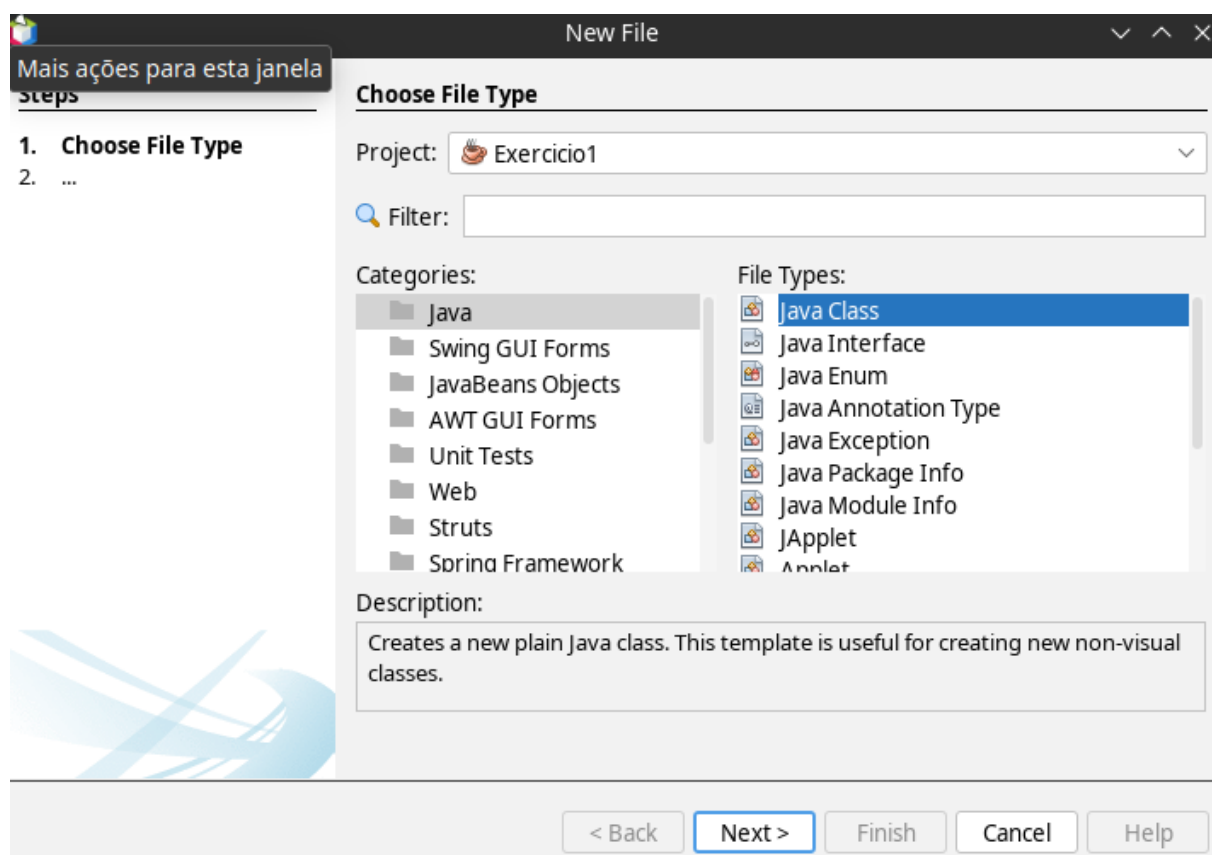 New File
Mais ações para esta janela
Steps
1. Choose File Type
2. ...
Choose File Type
Project: Exercicio1
Filter:
Categories:
Java
Swing GUI Forms
JavaBeans Objects
AWT GUI Forms
Unit Tests
Web
Struts
Spring Framework
File Types:
Java Class
Java Interface
Java Enum
Java Annotation Type
Java Exception
Java Package Info
Java Module Info
JApplet
Applet
Description:
Creates a new plain Java class. This template is useful for creating new non-visual
classes.
< Back Next > Finish Cancel Help